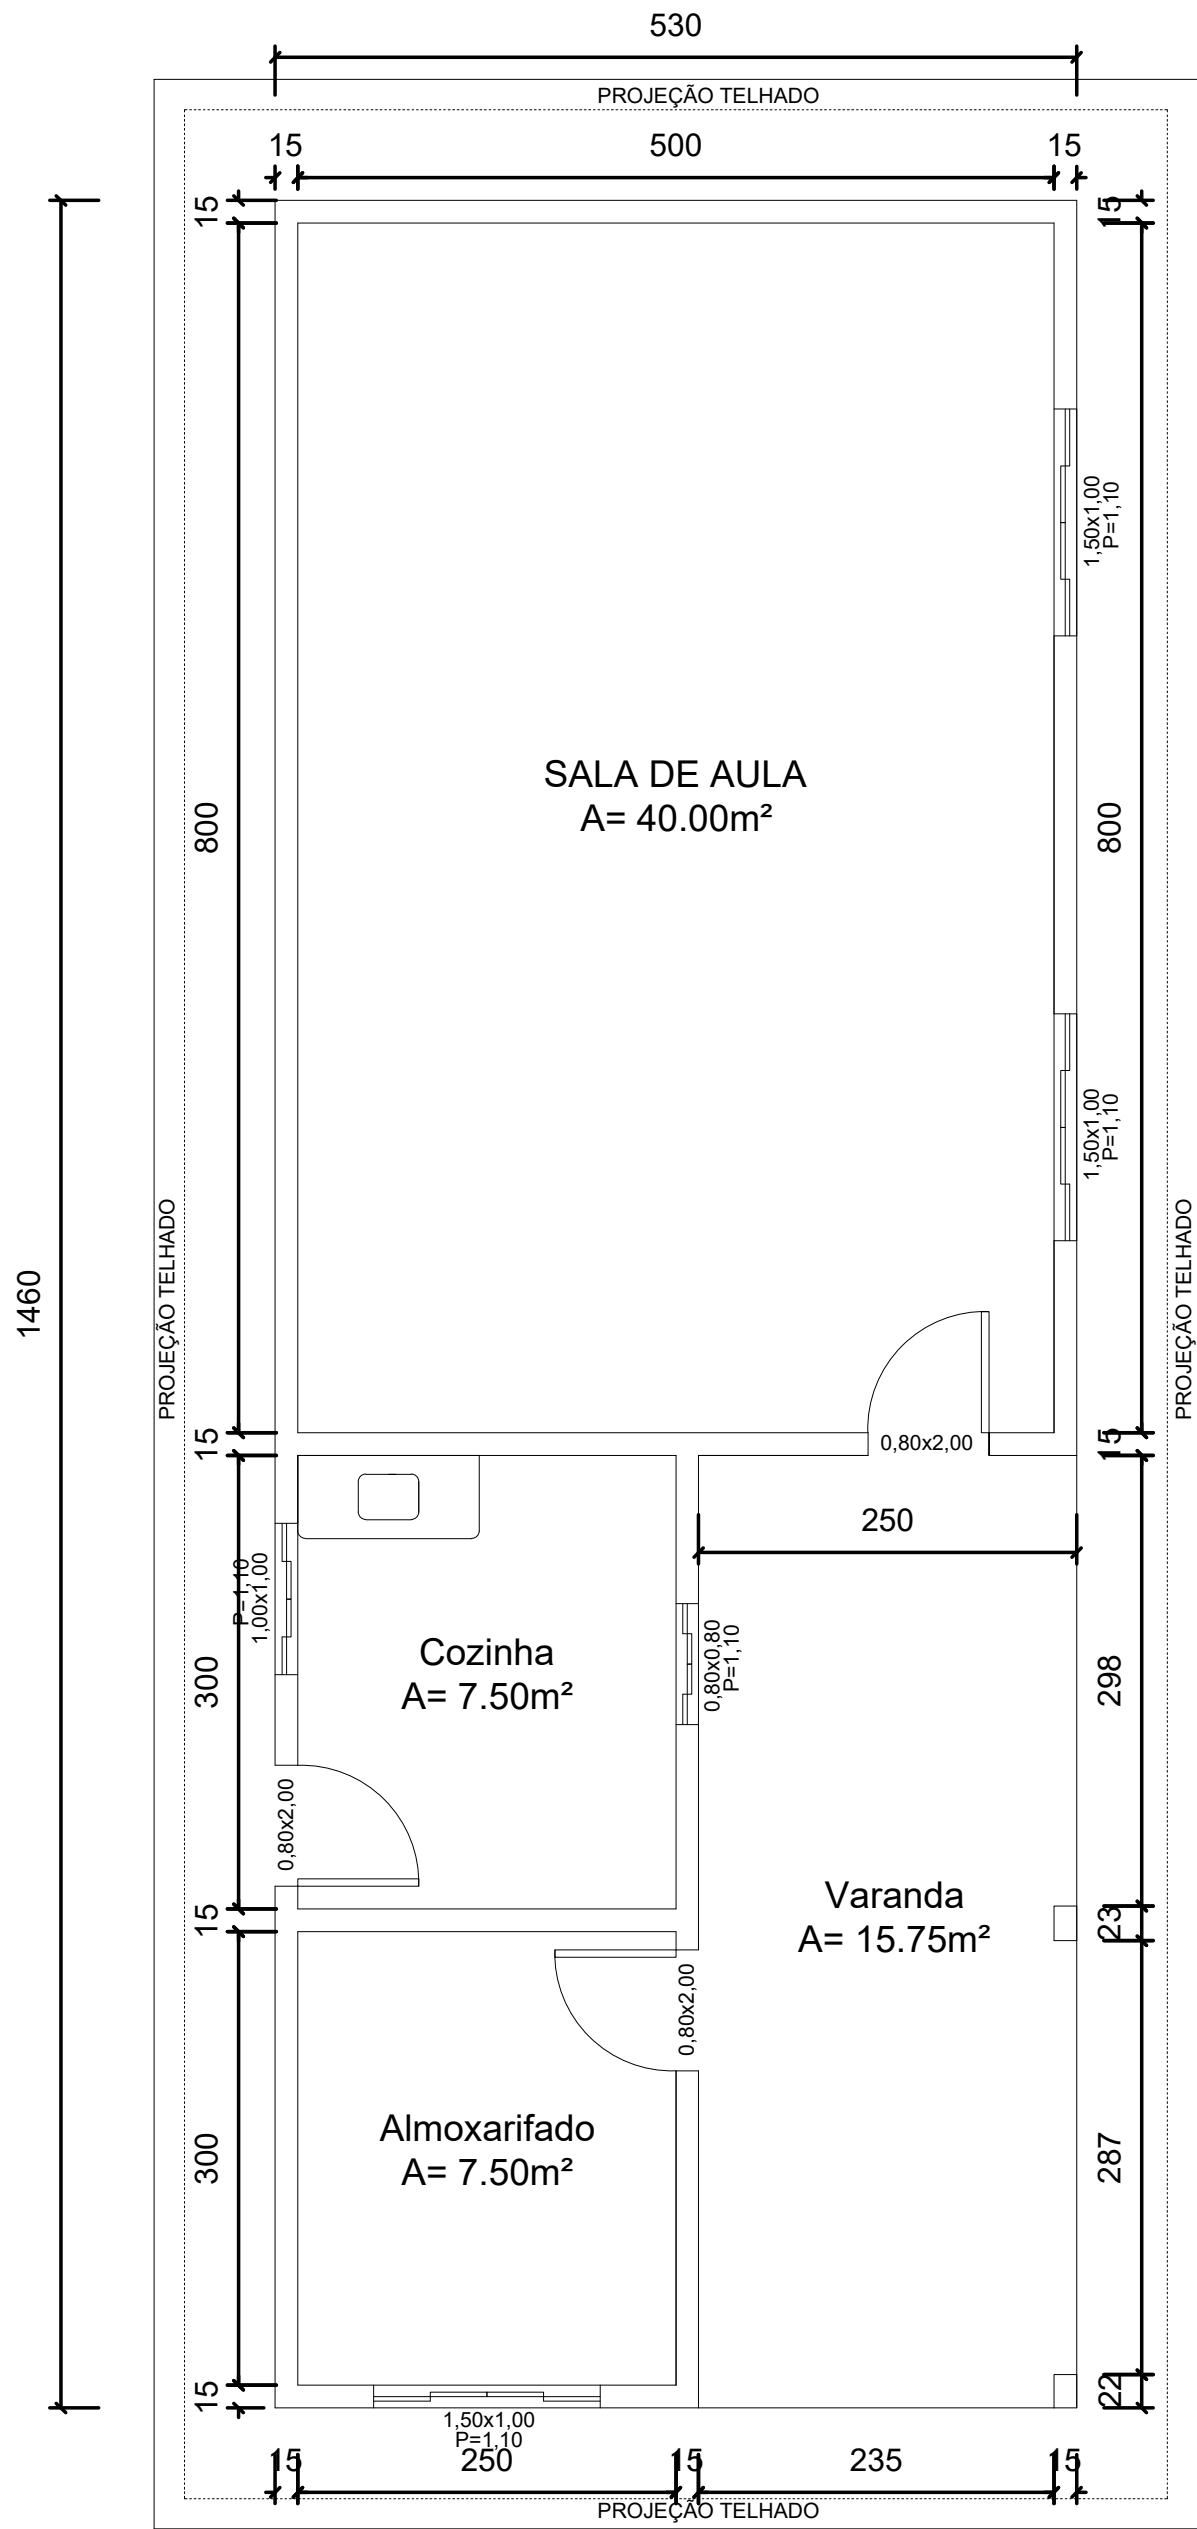 530
PROJEÇÃO TELHADO
15
500
15
15
15
1,50x1,00
P=1,10
SALA DE AULA
A= 40.00m²
800
800
1,50x1,00
P=1,10
PROJEÇÃO TELHADO
PROJEÇÃO TELHADO
1460
15
0,80x2,00
15
250
P=1,10
1,00x1,00
Cozinha
A= 7.50m²
0,80x0,80
P=1,10
300
298
0,80x2,00
Varanda
A= 15.75m²
15
23
0,80x2,00
Almoxarifado
A= 7.50m²
300
287
15
22
1,50x1,00
P=1,10
15
250
15
235
15
PROJEÇÃO TELHADO